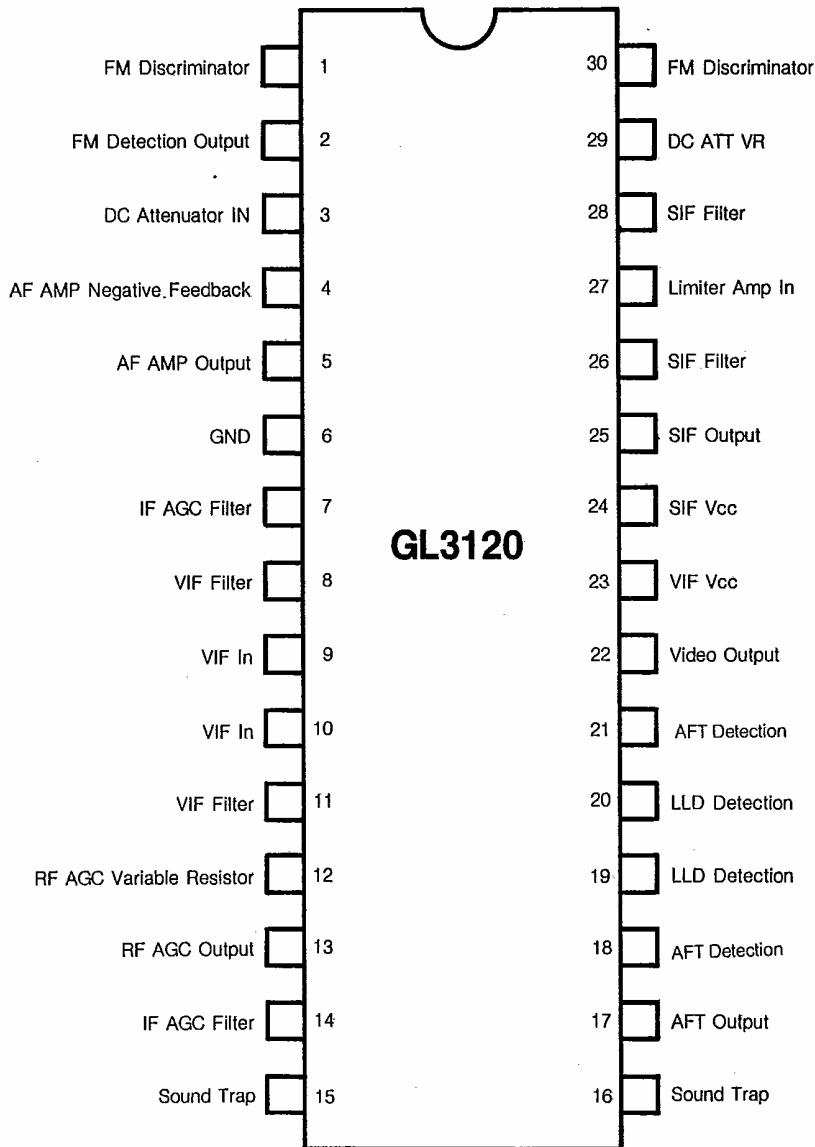 FM Discriminator 1 30 FM Discriminator
FM Detection Output 2 29 DC ATT VR
DC Attenuator IN 3 28 SIF Filter
AF AMP Negative Feedback 4 27 Limiter Amp In
AF AMP Output 5 26 SIF Filter
GND 6 25 SIF Output
IF AGC Filter 7 24 SIF Vcc
GL3120
VIF Filter 8 23 VIF Vcc
VIF In 9 22 Video Output
VIF In 10 21 AFT Detection
VIF Filter 11 20 LLD Detection
RF AGC Variable Resistor 12 19 LLD Detection
RF AGC Output 13 18 AFT Detection
IF AGC Filter 14 17 AFT Output
Sound Trap 15 16 Sound Trap